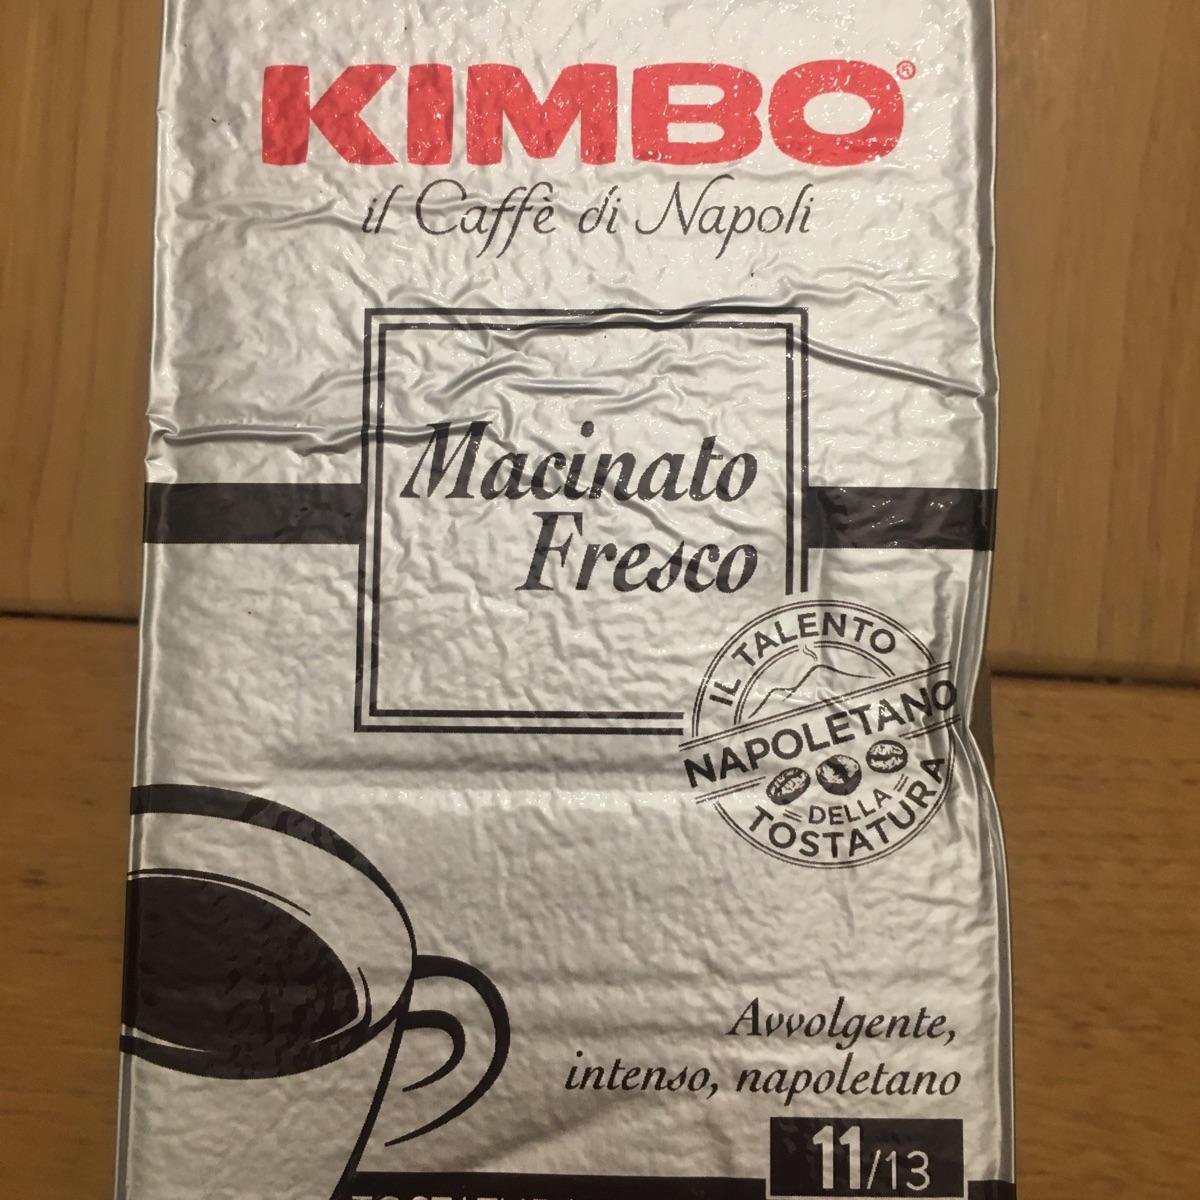 KIMBO®
il Caffè di Napoli
Macinato
Fresco
IL TALENTO
NAPOLETANO
DELLA
TOSTATURA
Avvolgente,
intenso, napoletano
11/13